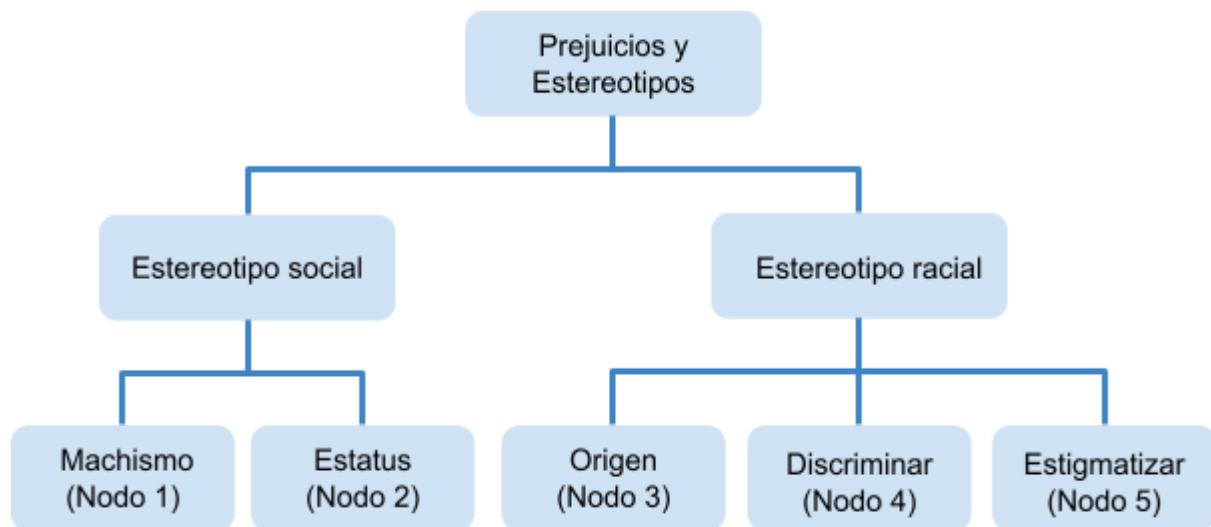 Prejuicios y
Estereotipos
Estereotipo social
Estereotipo racial
Machismo
(Nodo 1)
Estatus
(Nodo 2)
Origen
(Nodo 3)
Discriminar
(Nodo 4)
Estigmatizar
(Nodo 5)